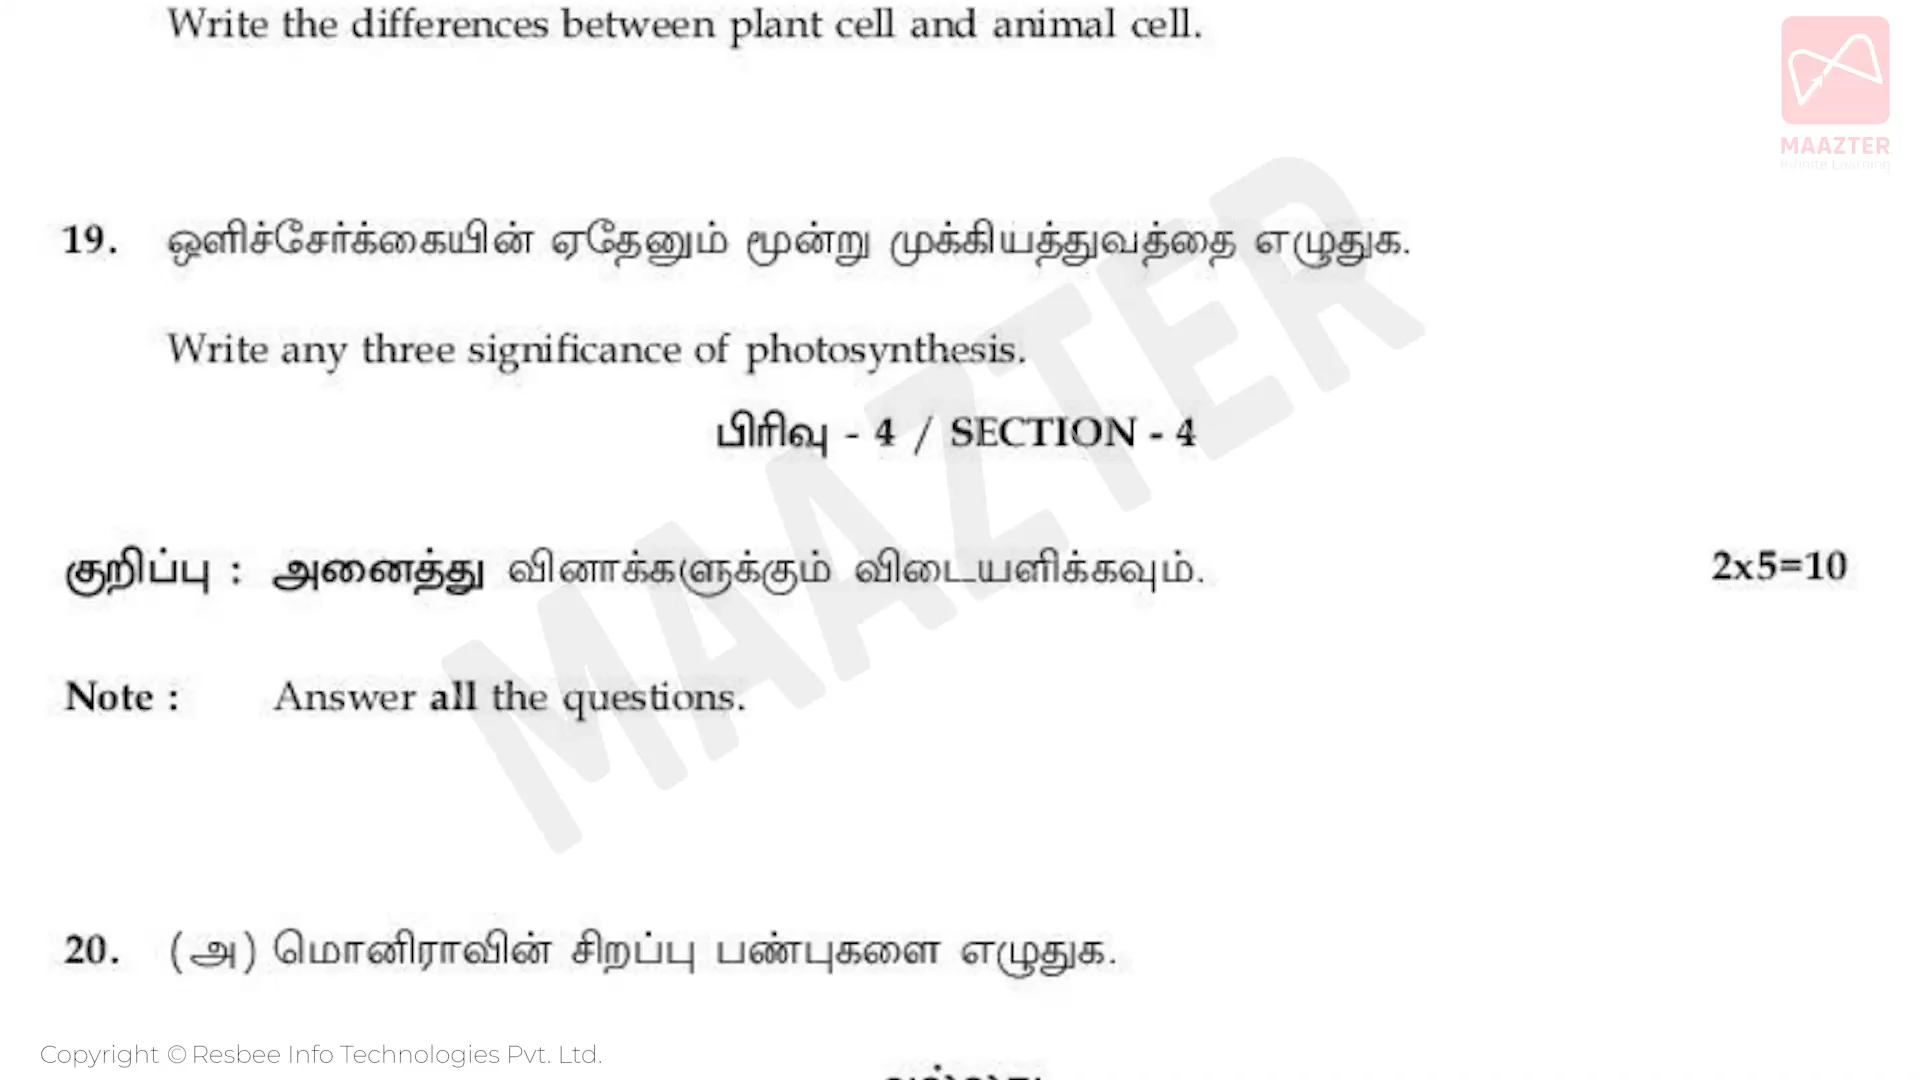 Write the differences between plant cell and animal cell.
MAAZTER
Infinite Learning
19. ஒளிச்சேர்க்கையின் ஏதேனும் மூன்று முக்கியத்துவத்தை எழுதுக.
Write any three significance of photosynthesis.
பிரிவு - 4 / SECTION - 4
குறிப்பு : அனைத்து வினாக்களுக்கும் விடையளிக்கவும். 2x5=10
Note : Answer all the questions.
MAAZTER
20. (அ) மொனிராவின் சிறப்பு பண்புகளை எழுதுக.
Copyright © Resbee Info Technologies Pvt. Ltd.